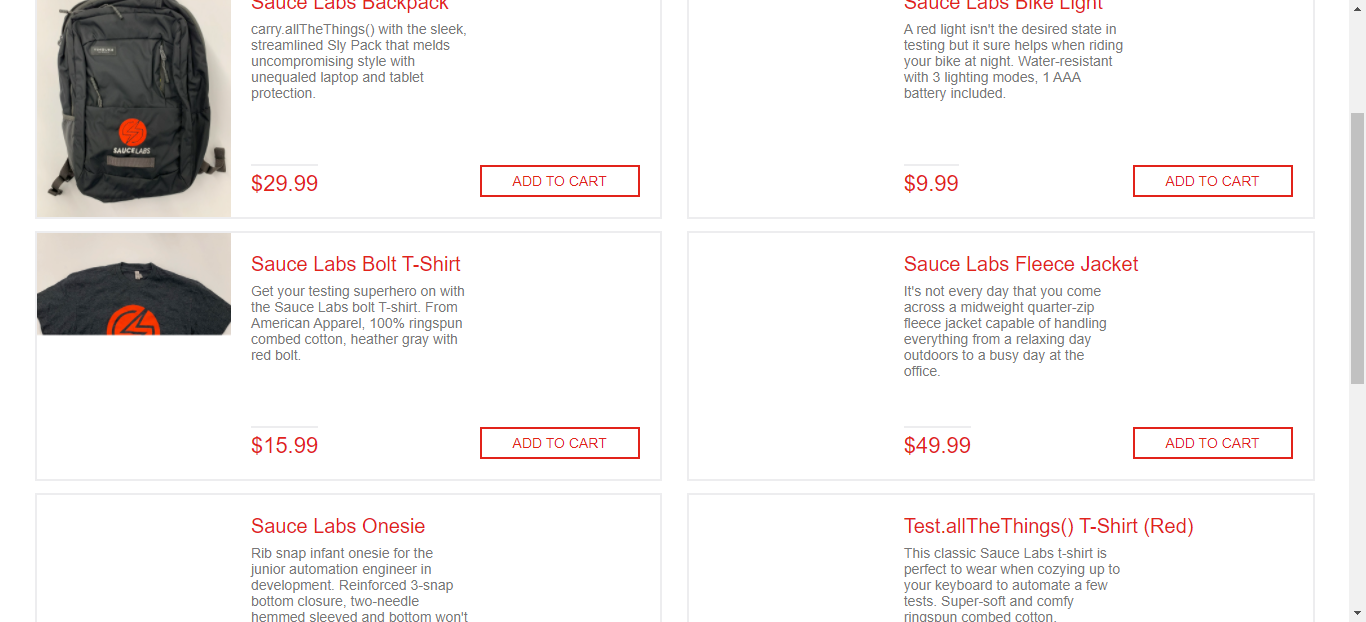 Sauce Labs Backpack
carry.allTheThings() with the sleek,
streamlined Sly Pack that melds
uncompromising style with
unequaled laptop and tablet
protection.
$29.99
ADD TO CART
SAUCELABS
Sauce Labs Bike Light
A red light isn't the desired state in
testing but it sure helps when riding
your bike at night. Water-resistant
with 3 lighting modes, 1 AAA
battery included.
$9.99
ADD TO CART
Sauce Labs Bolt T-Shirt
Get your testing superhero on with
the Sauce Labs bolt T-shirt. From
American Apparel, 100% ringspun
combed cotton, heather gray with
red bolt.
$15.99
ADD TO CART
Sauce Labs Fleece Jacket
It's not every day that you come
across a midweight quarter-zip
fleece jacket capable of handling
everything from a relaxing day
outdoors to a busy day at the
office.
$49.99
ADD TO CART
Sauce Labs Onesie
Rib snap infant onesie for the
junior automation engineer in
development. Reinforced 3-snap
bottom closure, two-needle
hemmed sleeved and bottom won't
Test.allTheThings() T-Shirt (Red)
This classic Sauce Labs t-shirt is
perfect to wear when cozying up to
your keyboard to automate a few
tests. Super-soft and comfy
ringspun combed cotton.